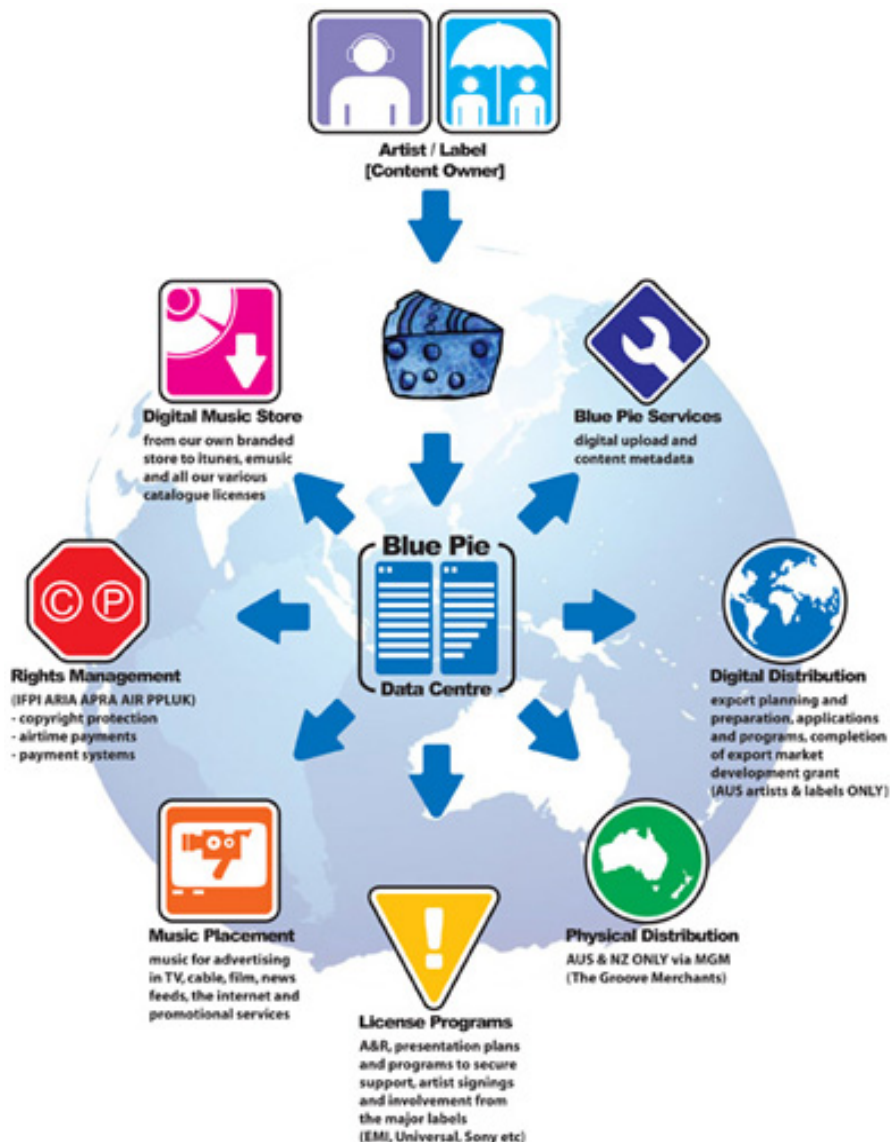 Artist / Label
[Content Owner]
Digital Music Store
from our own branded
store to itunes, emusic
and all our various
catalogue licenses
Blue Pie Services
digital upload and
content metadata
Blue Pie
Data Centre
C P
Rights Management
(IFPI ARIA APRA AIR PPLUK)
- copyright protection
- airtime payments
- payment systems
Digital Distribution
export planning and
preparation, applications
and programs, completion
of export market
development grant
(AUS artists & labels ONLY)
Music Placement
music for advertising
in TV, cable, film, news
feeds, the internet and
promotional services
!
License Programs
A&R, presentation plans
and programs to secure
support, artist signings
and involvement from
the major labels
(EMI, Universal, Sony etc)
Physical Distribution
AUS & NZ ONLY via MGM
(The Groove Merchants)